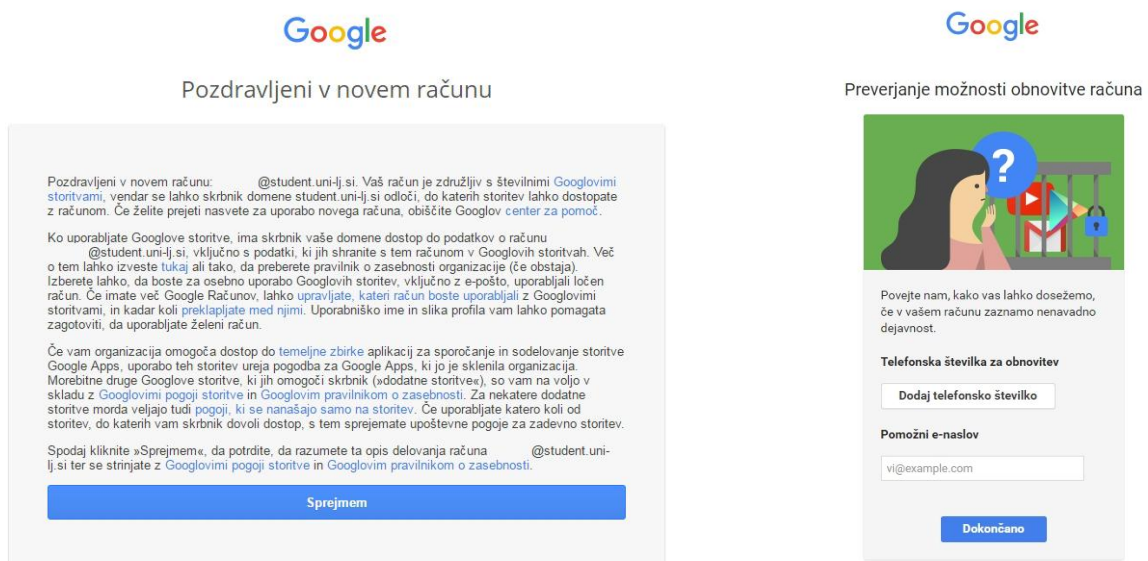 Google
Pozdravljeni v novem računu
Pozdravljeni v novem računu: @student.uni-lj.si. Vaš račun je združljiv s številnimi Googlovimi
storitvami, vendar se lahko skrbnik domene student.uni-lj.si odloči, do katerih storitev lahko dostopate
z računom. Če želite prejeti nasvete za uporabo novega računa, obiščite Googlov center za pomoč.
Ko uporabljate Googlove storitve, ima skrbnik vaše domene dostop do podatkov o računu
@student.uni-lj.si, vključno s podatki, ki jih shranite s tem računom v Googlovih storitvah. Več
o tem lahko izveste tukaj ali tako, da preberete pravilnik o zasebnosti organizacije (če obstaja).
Izberete lahko, da boste za osebno uporabo Googlovih storitev, vključno z e-pošto, uporabljali ločen
račun. Če imate več Google Računov, lahko upravljate, kateri račun boste uporabljali z Googlovimi
storitvami, in kadar koli preklapljate med njimi. Uporabniško ime in slika profila vam lahko pomagata
zagotoviti, da uporabljate želeni račun.
Če vam organizacija omogoča dostop do temeljne zbirke aplikacij za sporočanje in sodelovanje storitve
Google Apps, uporabo teh storitev ureja pogodba za Google Apps, ki jo je sklenila organizacija.
Morebitne druge Googlove storitve, ki jih omogoči skrbnik (»dodatne storitve«), so vam na voljo v
skladu z Googlovimi pogoji storitve in Googlovim pravilnikom o zasebnosti. Za nekatere dodatne
storitve morda veljajo tudi pogoji, ki se nanašajo samo na storitev. Če uporabljate katero koli od
storitev, do katerih vam skrbnik dovoli dostop, s tem sprejemate upoštevne pogoje za zadevno storitev.
Spodaj kliknite »Sprejmem«, da potrdite, da razumete ta opis delovanja računa @student.uni-
lj.si ter se strinjate z Googlovimi pogoji storitve in Googlovim pravilnikom o zasebnosti.
Sprejmem
Google
Preverjanje možnosti obnovitve računa
?
Povejte nam, kako vas lahko dosežemo,
če v vašem računu zaznamo nenavadno
dejavnost.
Telefonska številka za obnovitev
Dodaj telefonsko številko
Pomožni e-naslov
vi@example.com
Dokončano